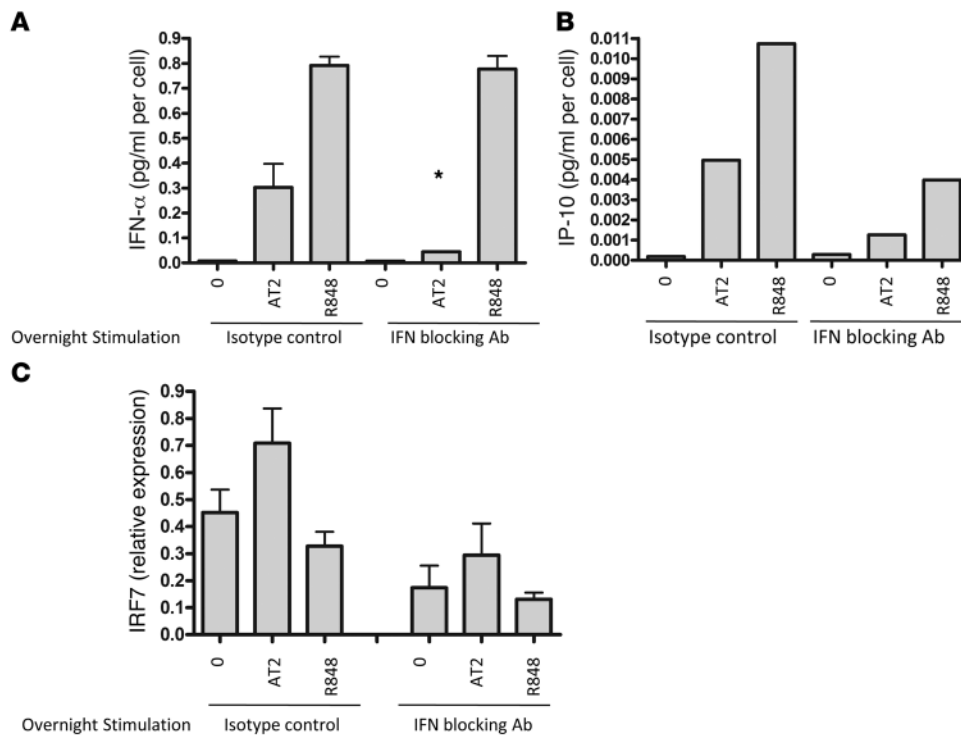 A
IFN-α (pg/ml per cell)
0.9
0.8
0.7
0.6
0.5
0.4
0.3
0.2
0.1
0.0
*
0 AT2 R848 0 AT2 R848
Overnight Stimulation Isotype control IFN blocking Ab
B
IP-10 (pg/ml per cell)
0.011
0.010
0.009
0.008
0.007
0.006
0.005
0.004
0.003
0.002
0.001
0.000
0 AT2 R848 0 AT2 R848
Isotype control IFN blocking Ab
C
IRF7 (relative expression)
0.9
0.8
0.7
0.6
0.5
0.4
0.3
0.2
0.1
0.0
0 AT2 R848 0 AT2 R848
Overnight Stimulation Isotype control IFN blocking Ab